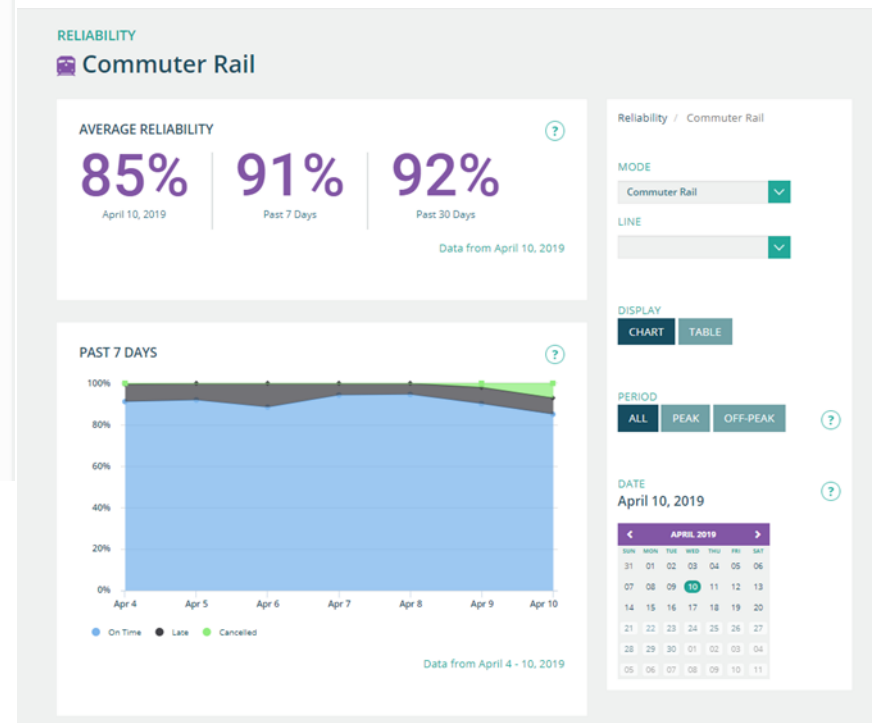 RELIABILITY
Commuter Rail
AVERAGE RELIABILITY
?
85% 91% 92%
April 10, 2019 Past 7 Days Past 30 Days
Data from April 10, 2019
PAST 7 DAYS
?
100%
80%
60%
40%
20%
0%
Apr 4 Apr 5 Apr 6 Apr 7 Apr 8 Apr 9 Apr 10
On Time Late Cancelled
Data from April 4 - 10, 2019
Reliability / Commuter Rail
MODE
Commuter Rail
LINE
DISPLAY
CHART TABLE
PERIOD
ALL PEAK OFF-PEAK
?
DATE
?
April 10, 2019
< APRIL 2019 >
SUN MON TUE WED THU FRI SAT
31 01 02 03 04 05 06
07 08 09 10 11 12 13
14 15 16 17 18 19 20
21 22 23 24 25 26 27
28 29 30 01 02 03 04
05 06 07 08 09 10 11